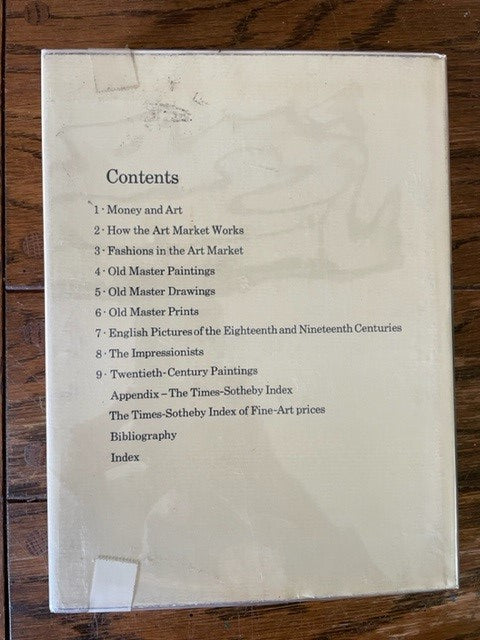 Contents
1· Money and Art
2· How the Art Market Works
3· Fashions in the Art Market
4· Old Master Paintings
5· Old Master Drawings
6· Old Master Prints
7· English Pictures of the Eighteenth and Nineteenth Centuries
8· The Impressionists
9· Twentieth-Century Paintings
Appendix – The Times-Sotheby Index
The Times-Sotheby Index of Fine-Art prices
Bibliography
Index